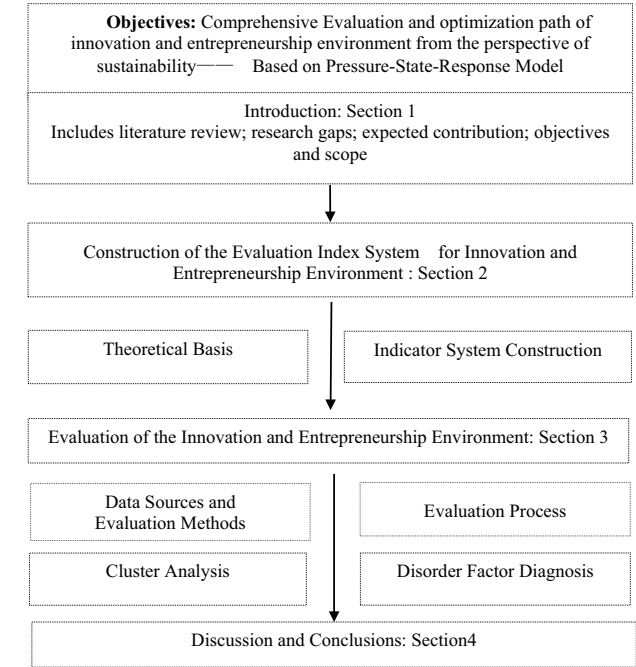 Objectives: Comprehensive Evaluation and optimization path of
innovation and entrepreneurship environment from the perspective of
sustainability—— Based on Pressure-State-Response Model
Introduction: Section 1
Includes literature review; research gaps; expected contribution; objectives
and scope
Construction of the Evaluation Index System for Innovation and
Entrepreneurship Environment : Section 2
Theoretical Basis
Indicator System Construction
Evaluation of the Innovation and Entrepreneurship Environment: Section 3
Data Sources and
Evaluation Methods
Evaluation Process
Cluster Analysis
Disorder Factor Diagnosis
Discussion and Conclusions: Section4